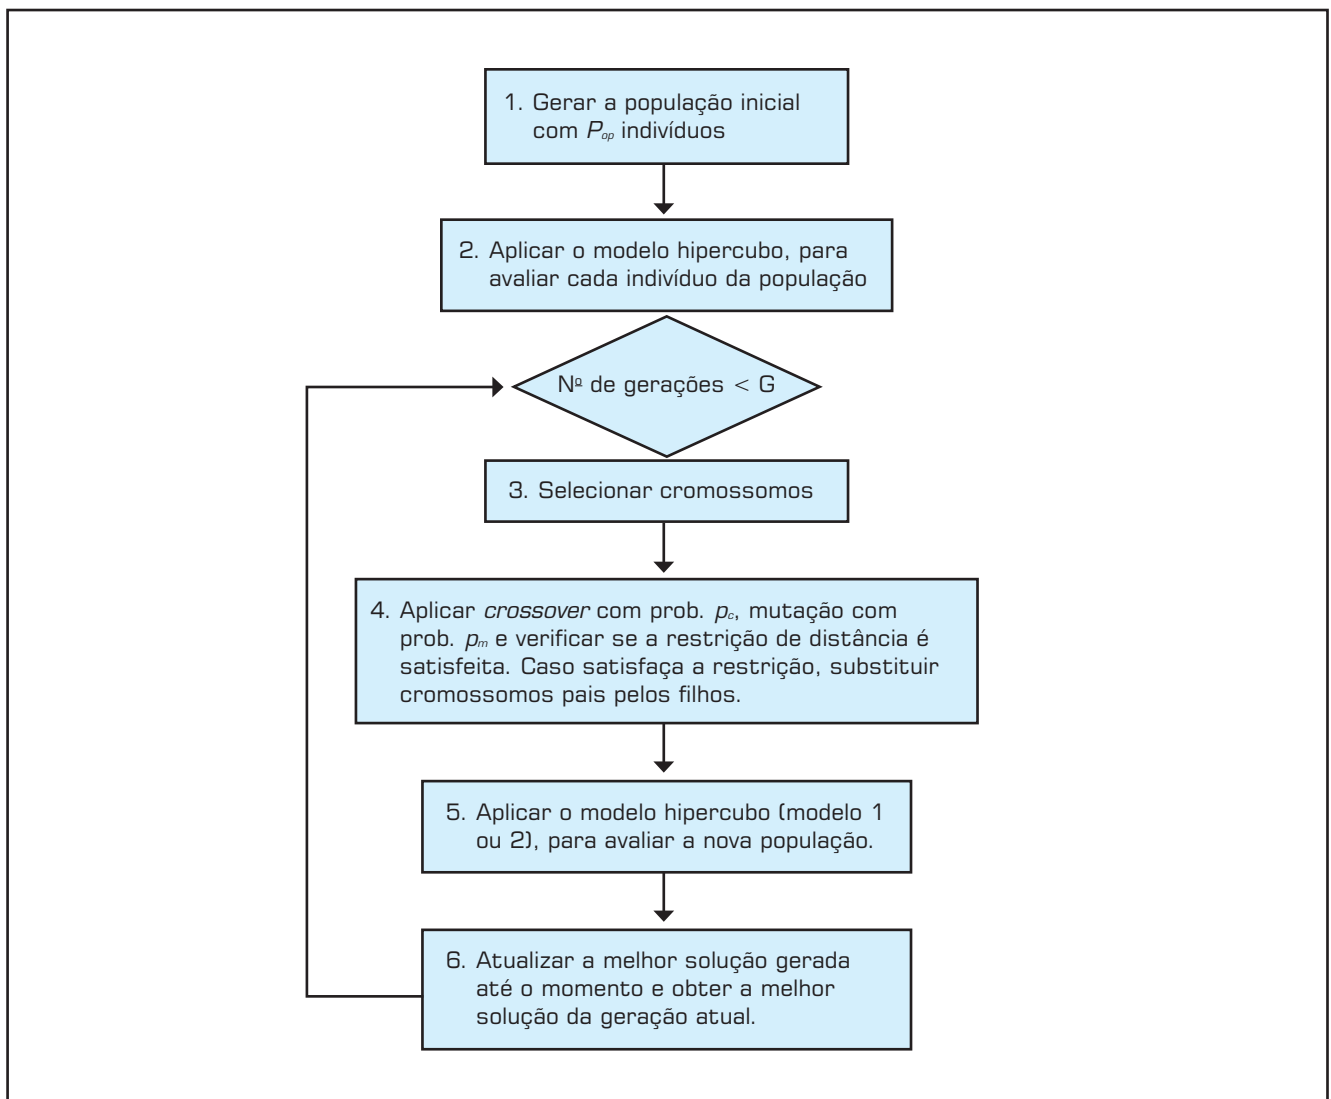 1. Gerar a população inicial
com Pop indivíduos
2. Aplicar o modelo hipercubo, para
avaliar cada indivíduo da população
Nº de gerações < G
3. Selecionar cromossomos
4. Aplicar crossover com prob. pc, mutação com
prob. pm e verificar se a restrição de distância é
satisfeita. Caso satisfaça a restrição, substituir
cromossomos pais pelos filhos.
5. Aplicar o modelo hipercubo (modelo 1
ou 2), para avaliar a nova população.
6. Atualizar a melhor solução gerada
até o momento e obter a melhor
solução da geração atual.